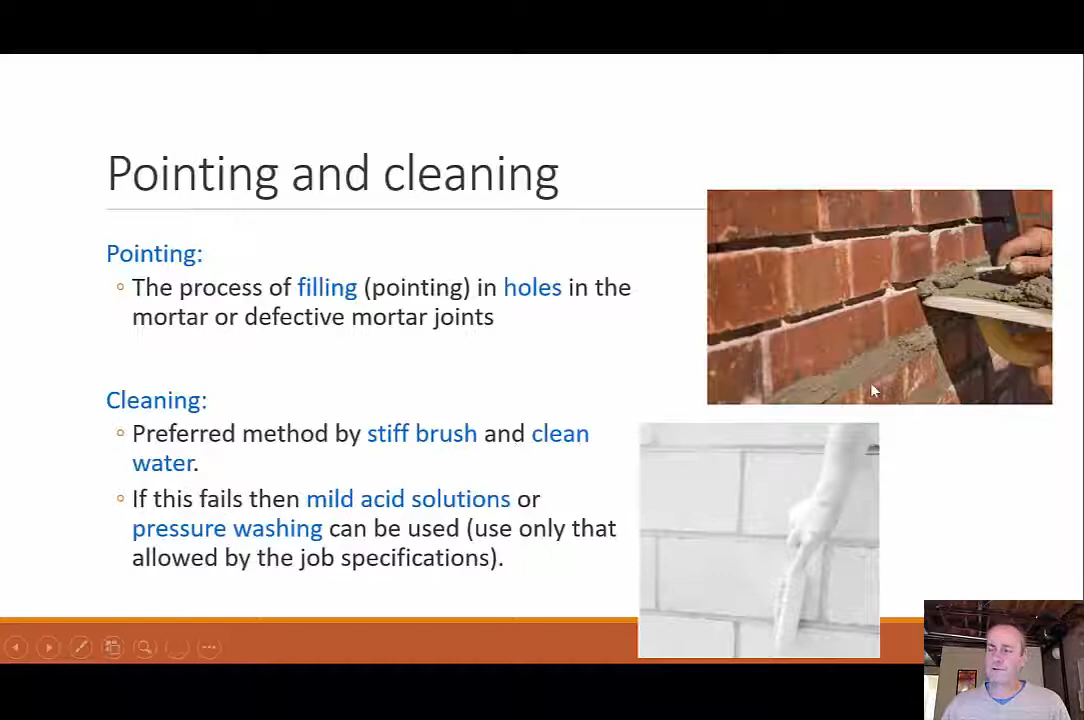 Pointing and cleaning
Pointing:
◦ The process of filling (pointing) in holes in the
mortar or defective mortar joints
Cleaning:
◦ Preferred method by stiff brush and clean
water.
◦ If this fails then mild acid solutions or
pressure washing can be used (use only that
allowed by the job specifications).